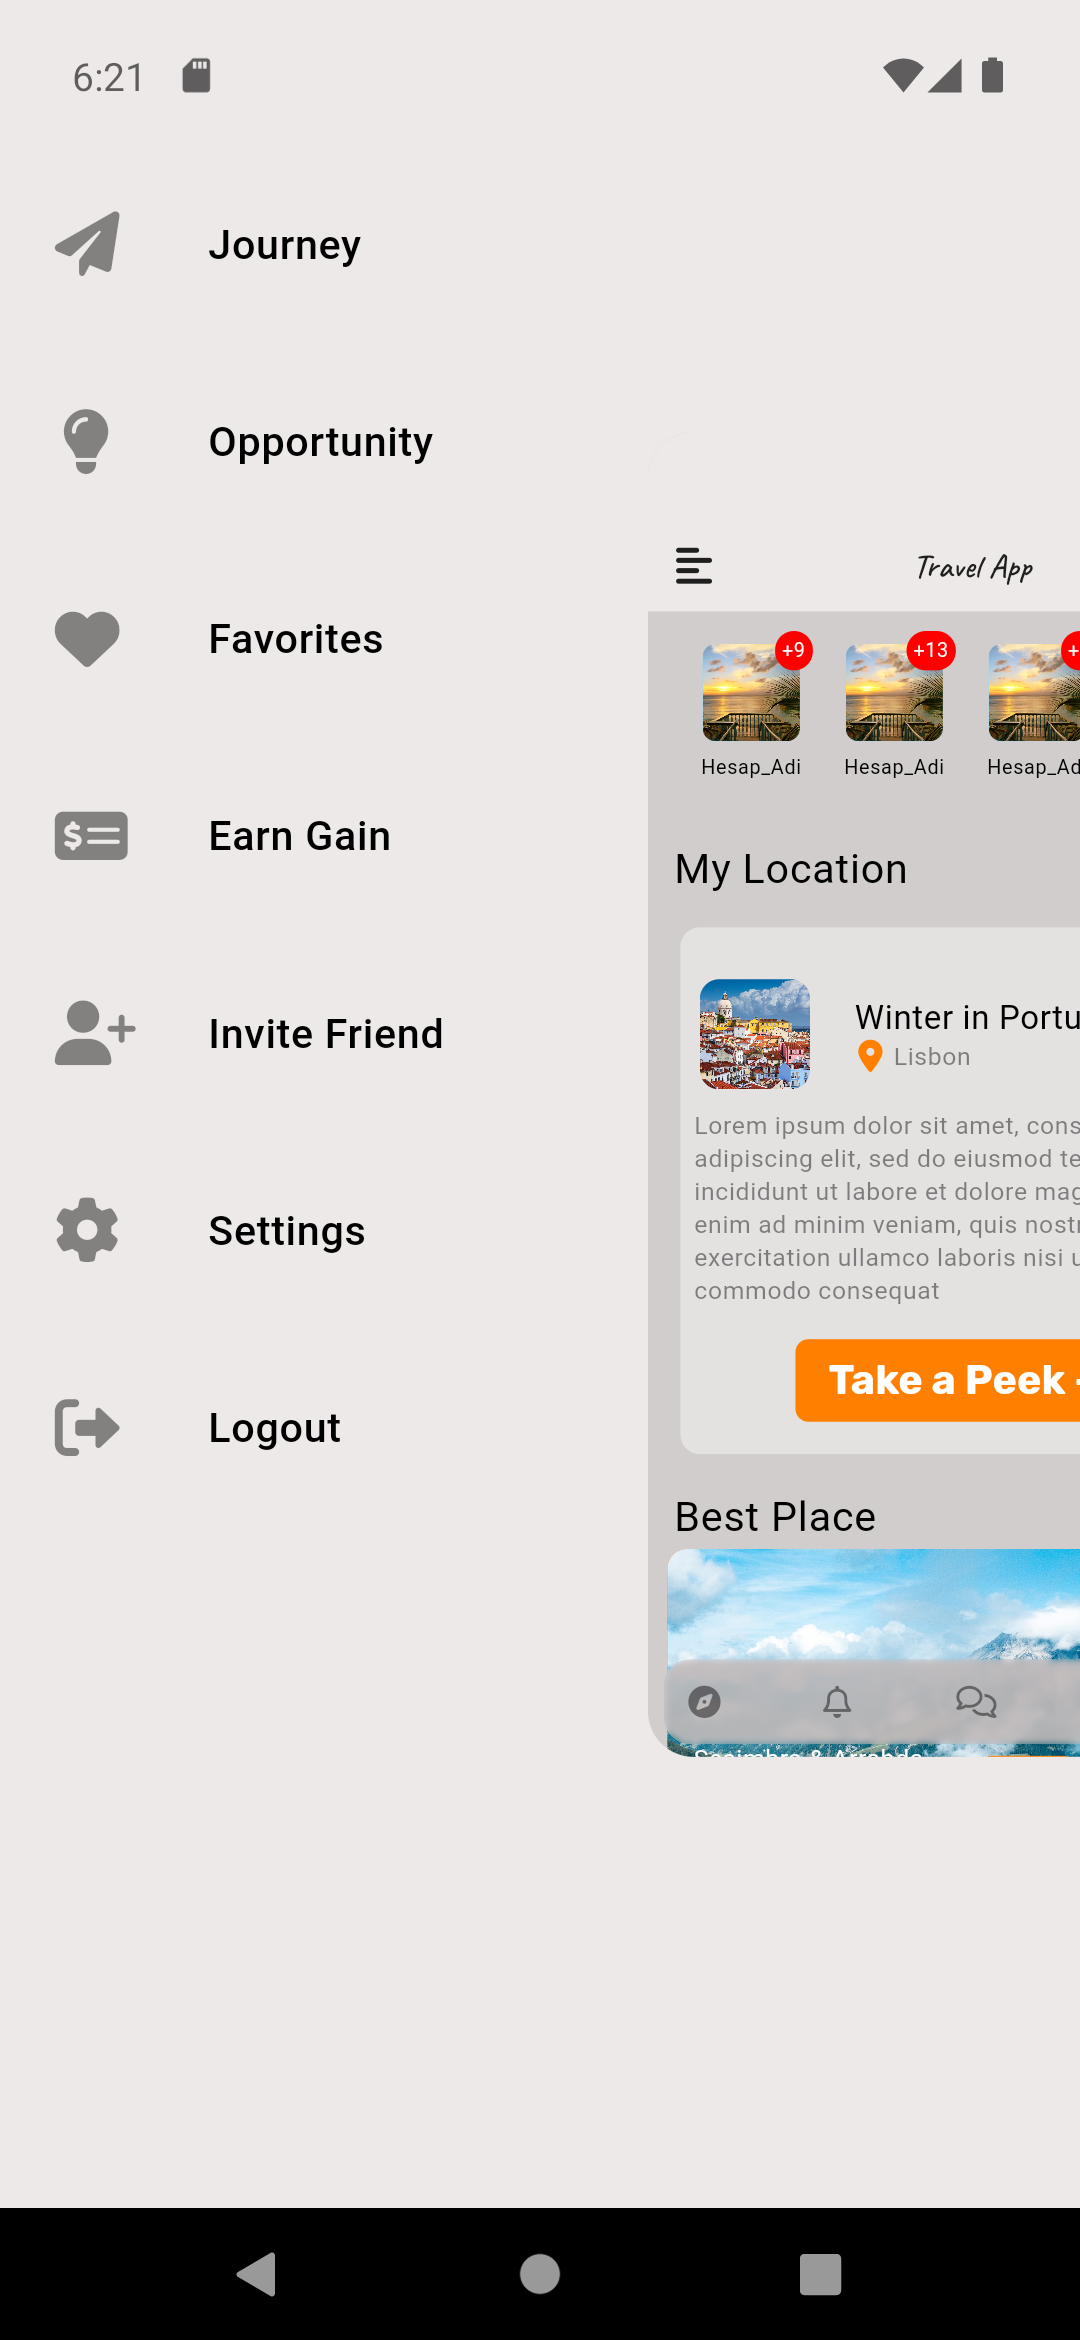 6:21
Journey
Opportunity
Favorites
Earn Gain
Invite Friend
Settings
Logout
Travel App
+9
+13
+
Hesap_Adi
Hesap_Adi
Hesap_Ad
My Location
Winter in Portu
Lisbon
Lorem ipsum dolor sit amet, cons
adipiscing elit, sed do eiusmod te
incididunt ut labore et dolore mag
enim ad minim veniam, quis nostr
exercitation ullamco laboris nisi u
commodo consequat
Take a Peek
Best Place